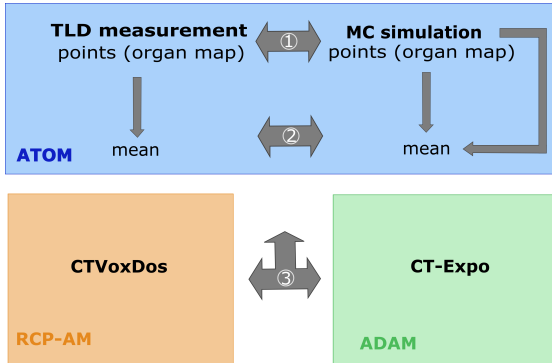 TLD measurement
points (organ map)
①
MC simulation
points (organ map)
②
mean
mean
ATOM
CTVoxDos
③
CT-Expo
RCP-AM
ADAM